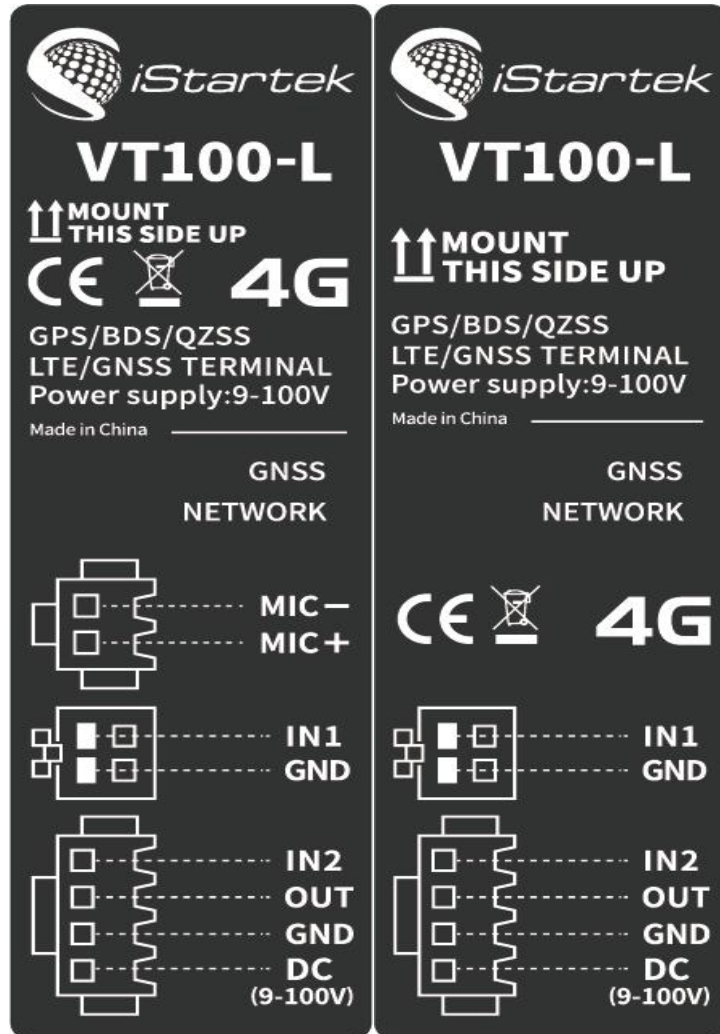 iStartek
VT100-L
MOUNT
THIS SIDE UP
CE 4G
GPS/BDS/QZSS
LTE/GNSS TERMINAL
Power supply:9-100V
Made in China
GNSS
NETWORK
MIC-
MIC+
IN1
GND
IN2
OUT
GND
DC
(9-100V)
iStartek
VT100-L
MOUNT
THIS SIDE UP
GPS/BDS/QZSS
LTE/GNSS TERMINAL
Power supply:9-100V
Made in China
GNSS
NETWORK
CE 4G
IN1
GND
IN2
OUT
GND
DC
(9-100V)